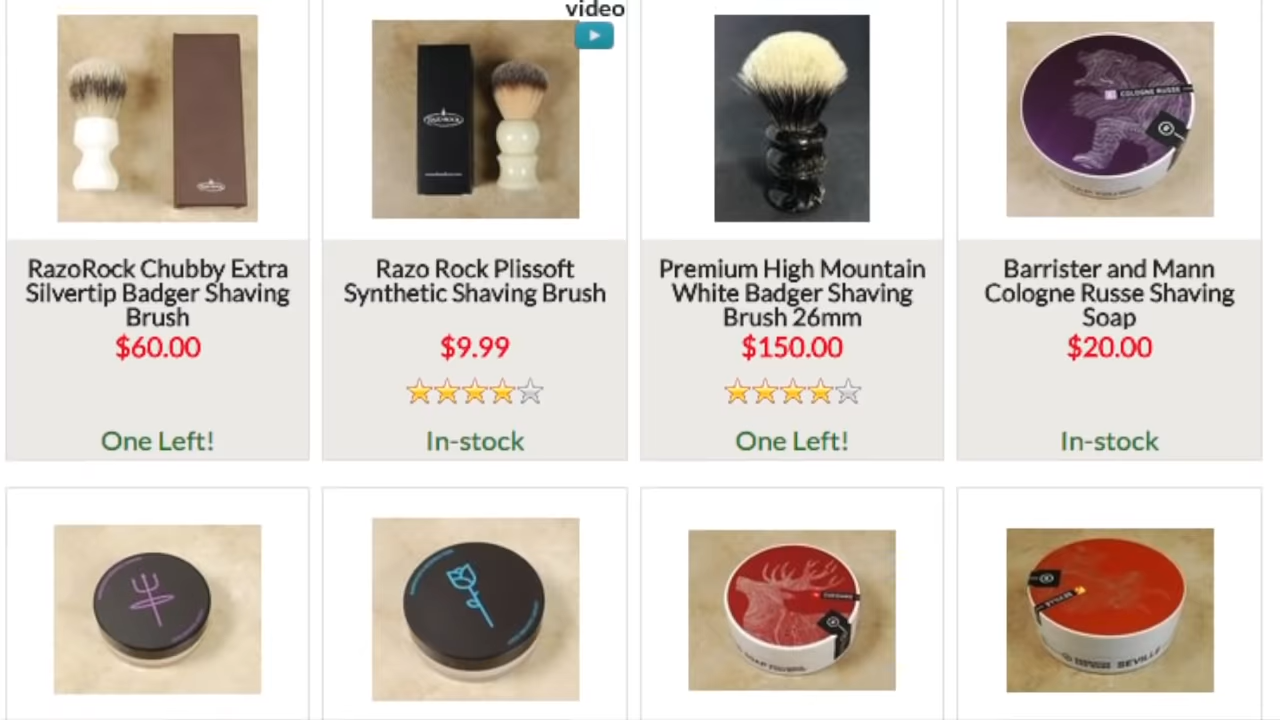 video
RAZOROCK
COLOGNE RUSSE
RazoRock Chubby Extra
Silvertip Badger Shaving
Brush
$60.00
One Left!
Razo Rock Plissoft
Synthetic Shaving Brush
$9.99
In-stock
Premium High Mountain
White Badger Shaving
Brush 26mm
$150.00
One Left!
Barrister and Mann
Cologne Russe Shaving
Soap
$20.00
In-stock
SEVILLE
SEVILLE